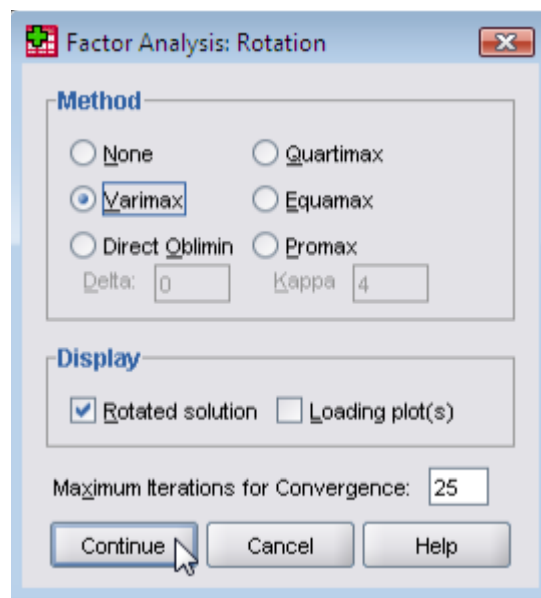 Factor Analysis: Rotation
Method
None
Quartimax
Varimax
Equamax
Direct Oblimin
Promax
Delta: 0
Kappa 4
Display
Rotated solution
Loading plot(s)
Maximum Iterations for Convergence: 25
Continue
Cancel
Help